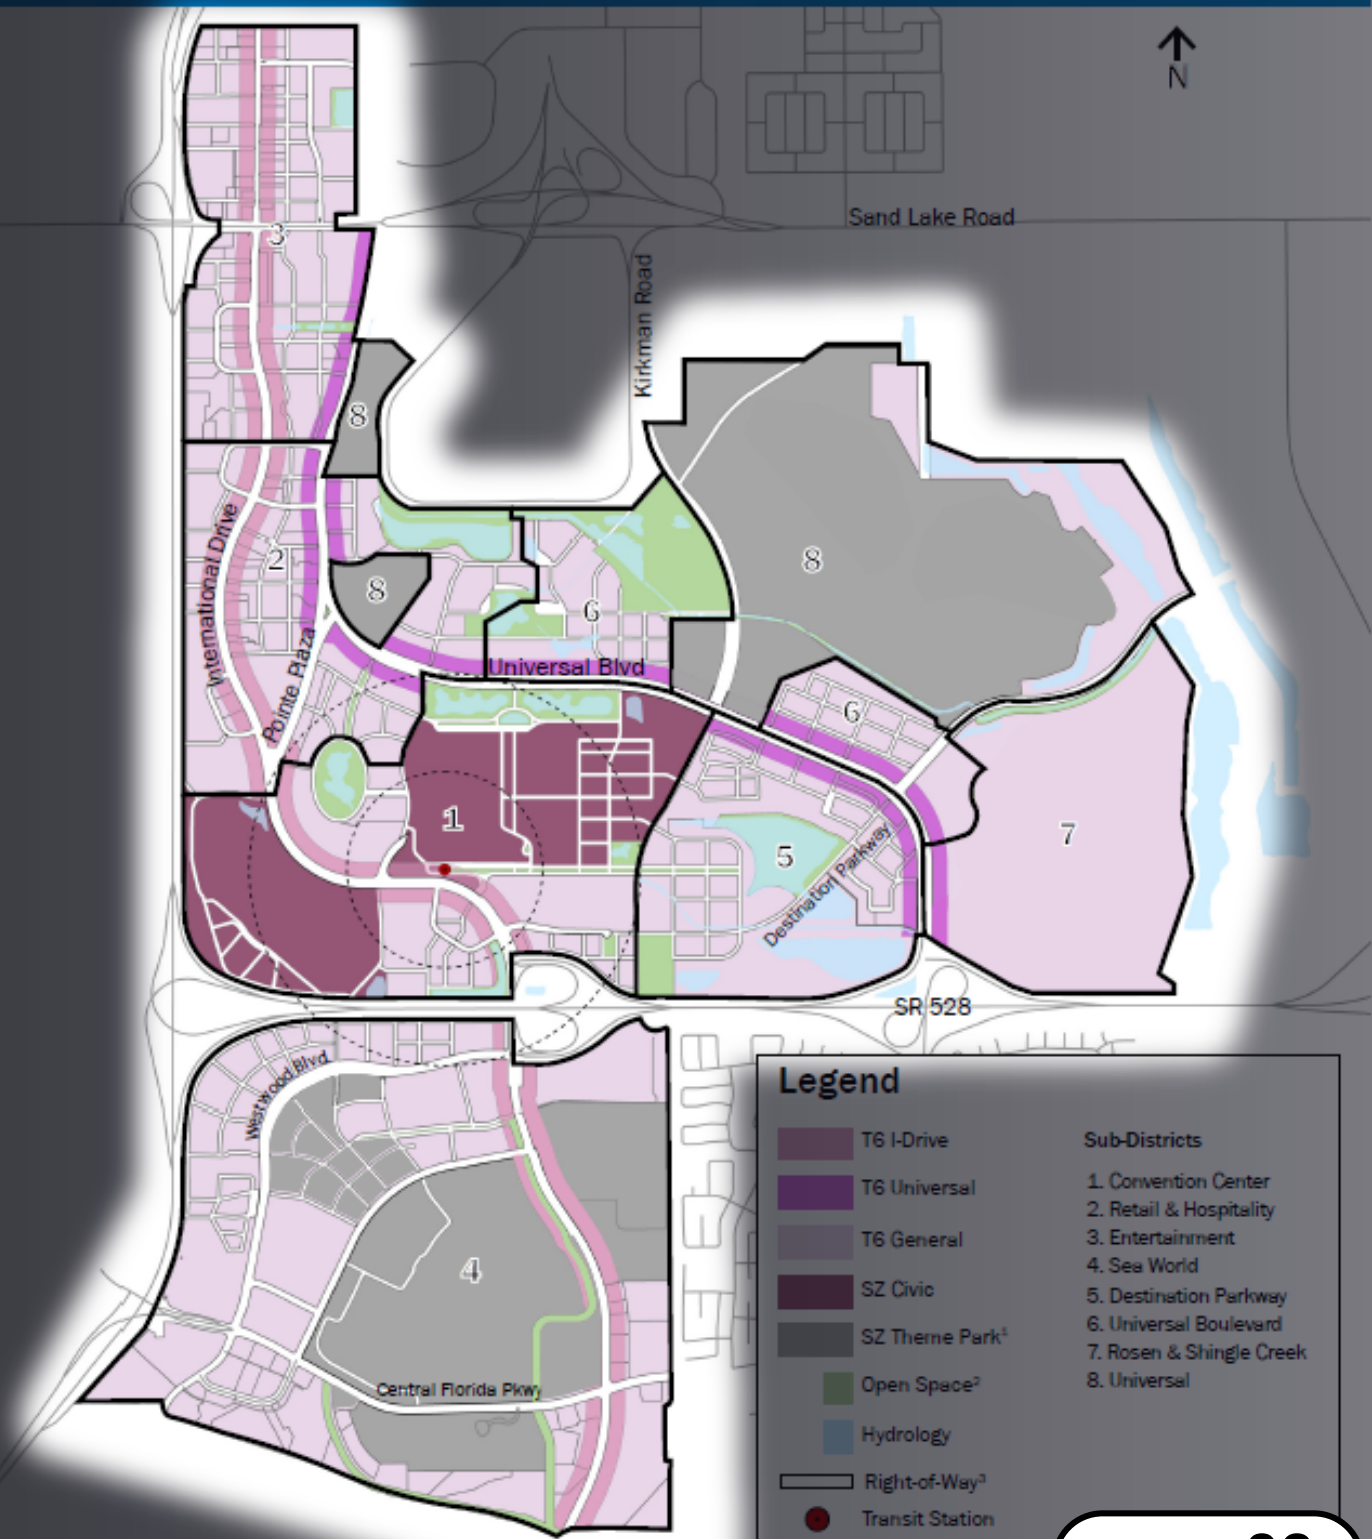 N
Sand Lake Road
3
Kirkman Road
8
8
International Drive
2
8
6
Pointe Plaza
Universal Blvd
6
1
7
5
Destination Parkway
SR 528
Westwood Blvd
4
Central Florida Pkwy
Legend
T6 I-Drive
T6 Universal
T6 General
SZ Civic
SZ Theme Park¹
Open Space²
Hydrology
Right-of-Way³
Transit Station
Sub-Districts
1. Convention Center
2. Retail & Hospitality
3. Entertainment
4. Sea World
5. Destination Parkway
6. Universal Boulevard
7. Rosen & Shingle Creek
8. Universal